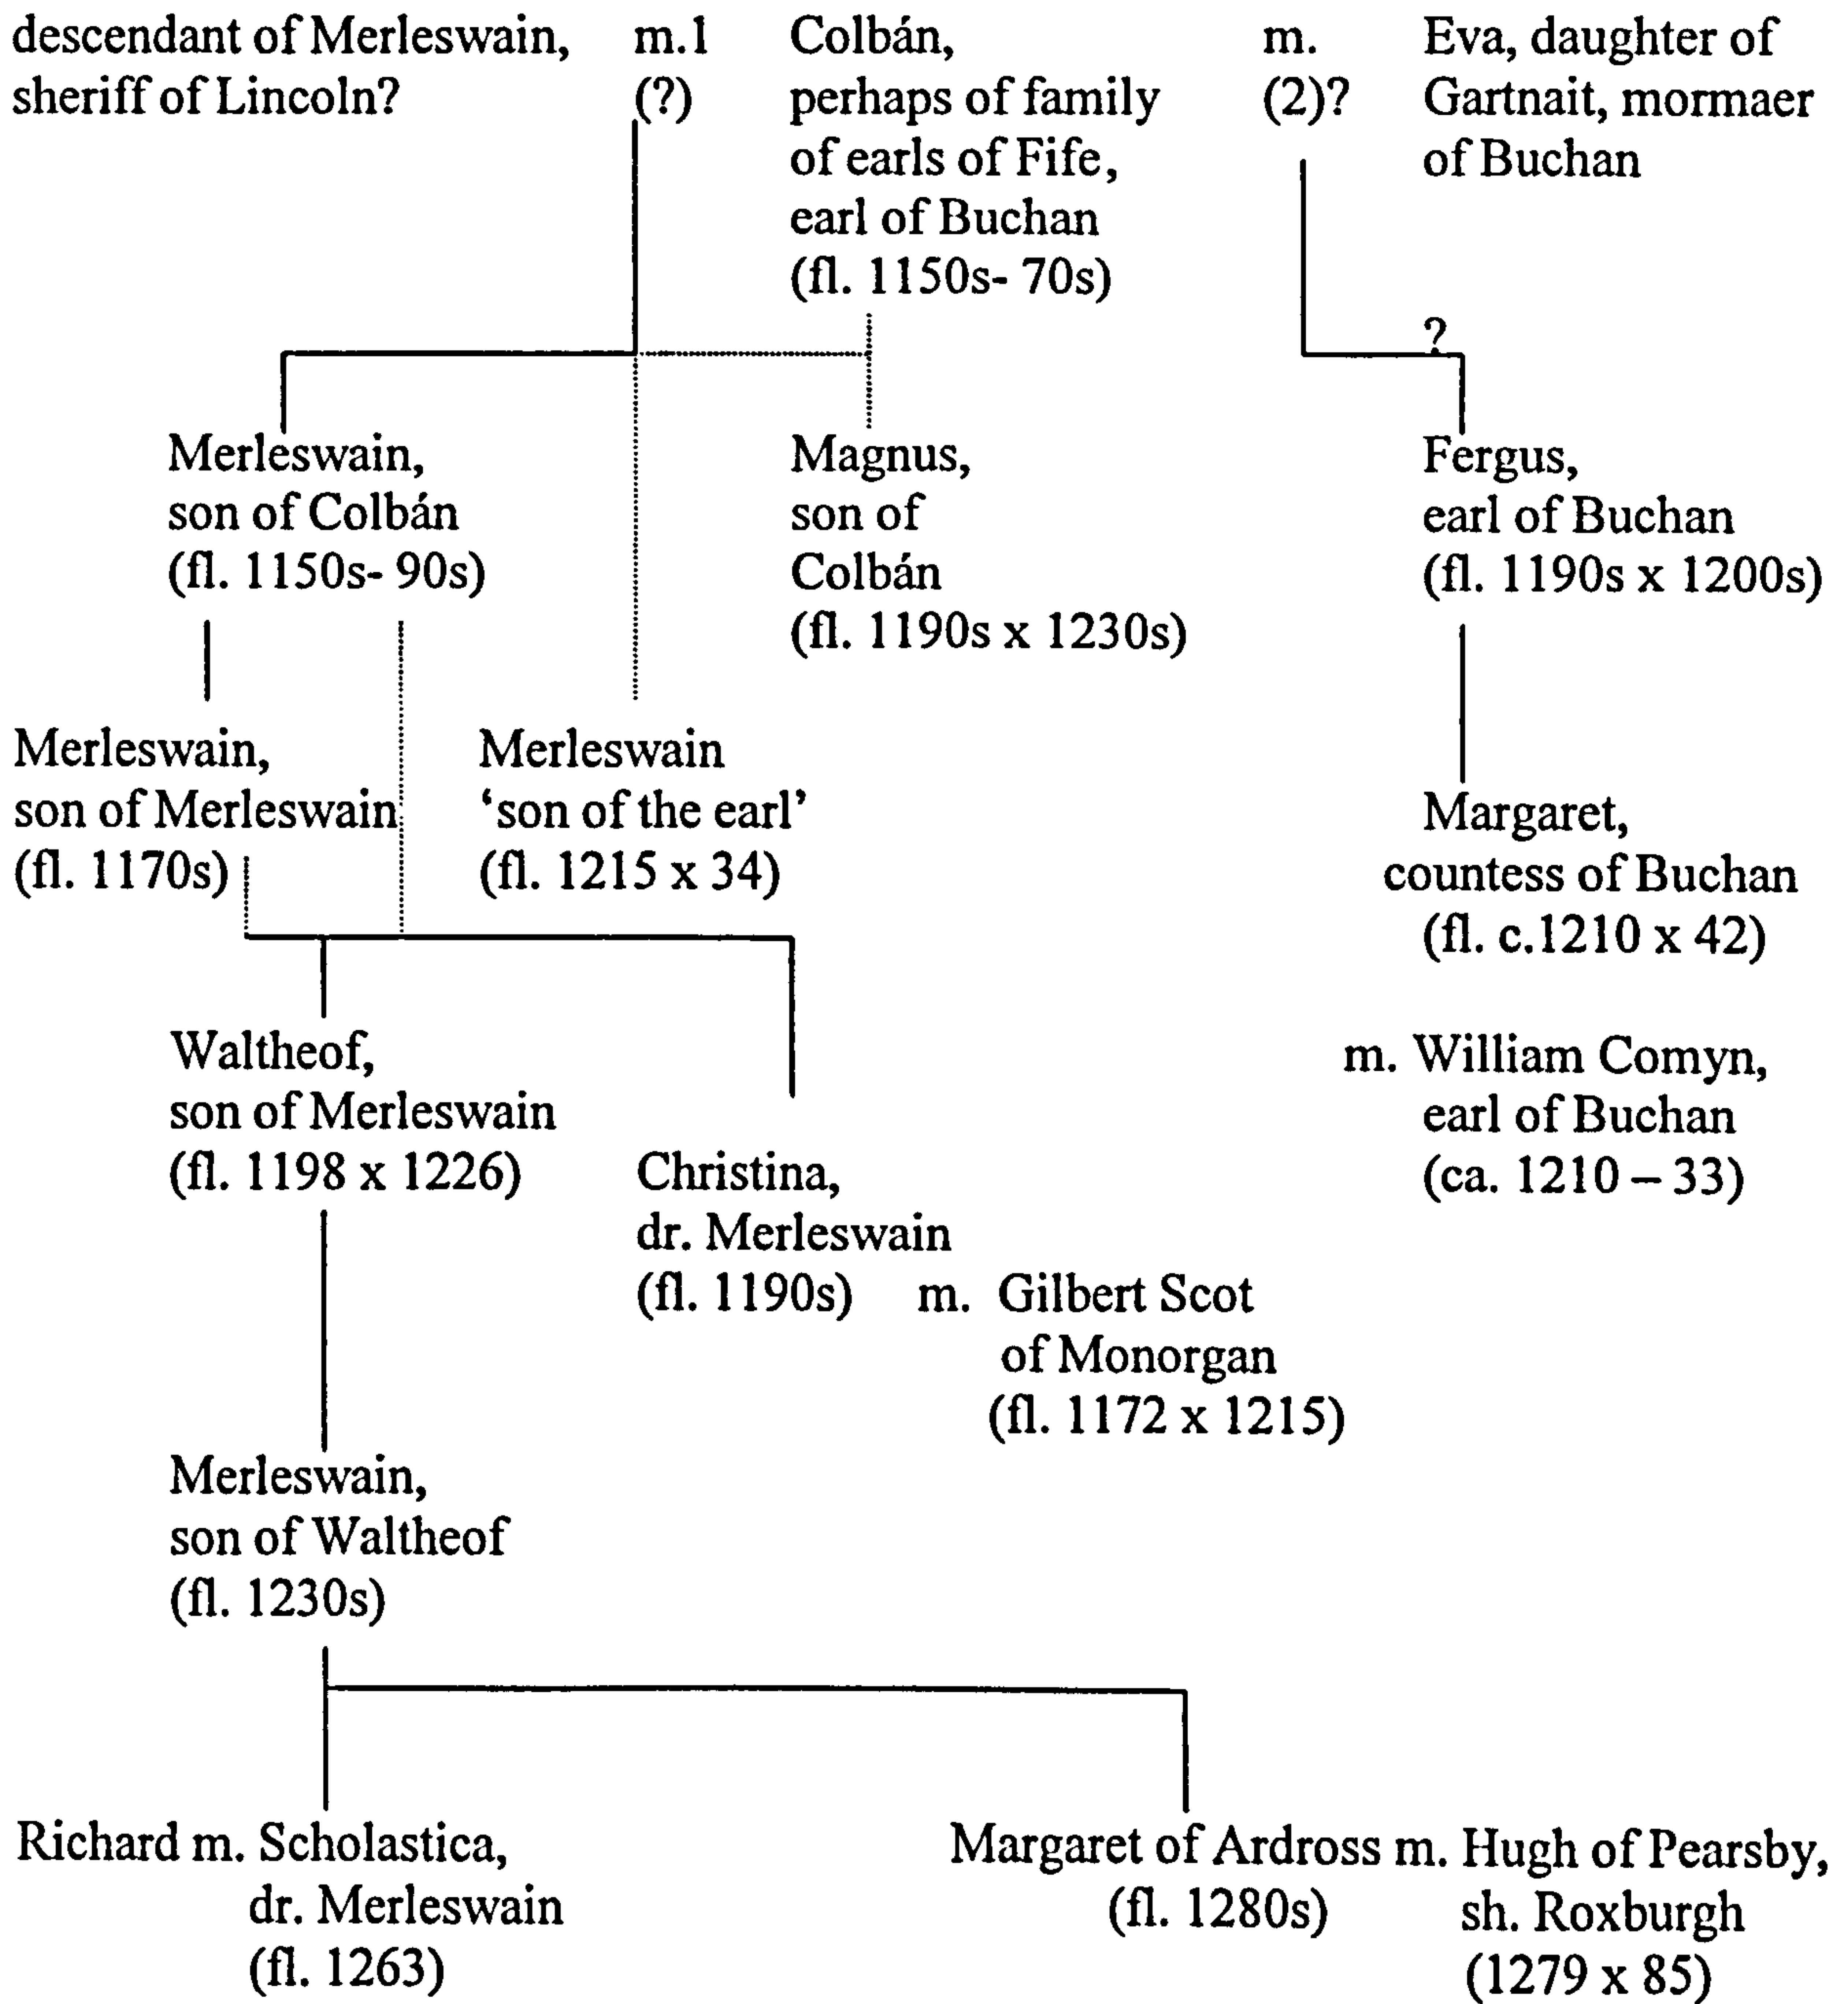 descendant of Merleswain,
sheriff of Lincoln?
m.1
(?)
Colbán,
perhaps of family
of earls of Fife,
earl of Buchan
(fl. 1150s- 70s)
m.
(2)?
Eva, daughter of
Gartnait, mormaer
of Buchan
?
Merleswain,
son of Colbán
(fl. 1150s- 90s)
Magnus,
son of
Colbán
(fl. 1190s x 1230s)
Fergus,
earl of Buchan
(fl. 1190s x 1200s)
Merleswain,
son of Merleswain
(fl. 1170s)
Merleswain
‘son of the earl’
(fl. 1215 x 34)
Margaret,
countess of Buchan
(fl. c.1210 x 42)
m. William Comyn,
earl of Buchan
(ca. 1210 – 33)
Waltheof,
son of Merleswain
(fl. 1198 x 1226)
Christina,
dr. Merleswain
(fl. 1190s)
m. Gilbert Scot
of Monorgan
(fl. 1172 x 1215)
Merleswain,
son of Waltheof
(fl. 1230s)
Richard m. Scholastica,
dr. Merleswain
(fl. 1263)
Margaret of Ardross m. Hugh of Pearsby,
(fl. 1280s)
sh. Roxburgh
(1279 x 85)